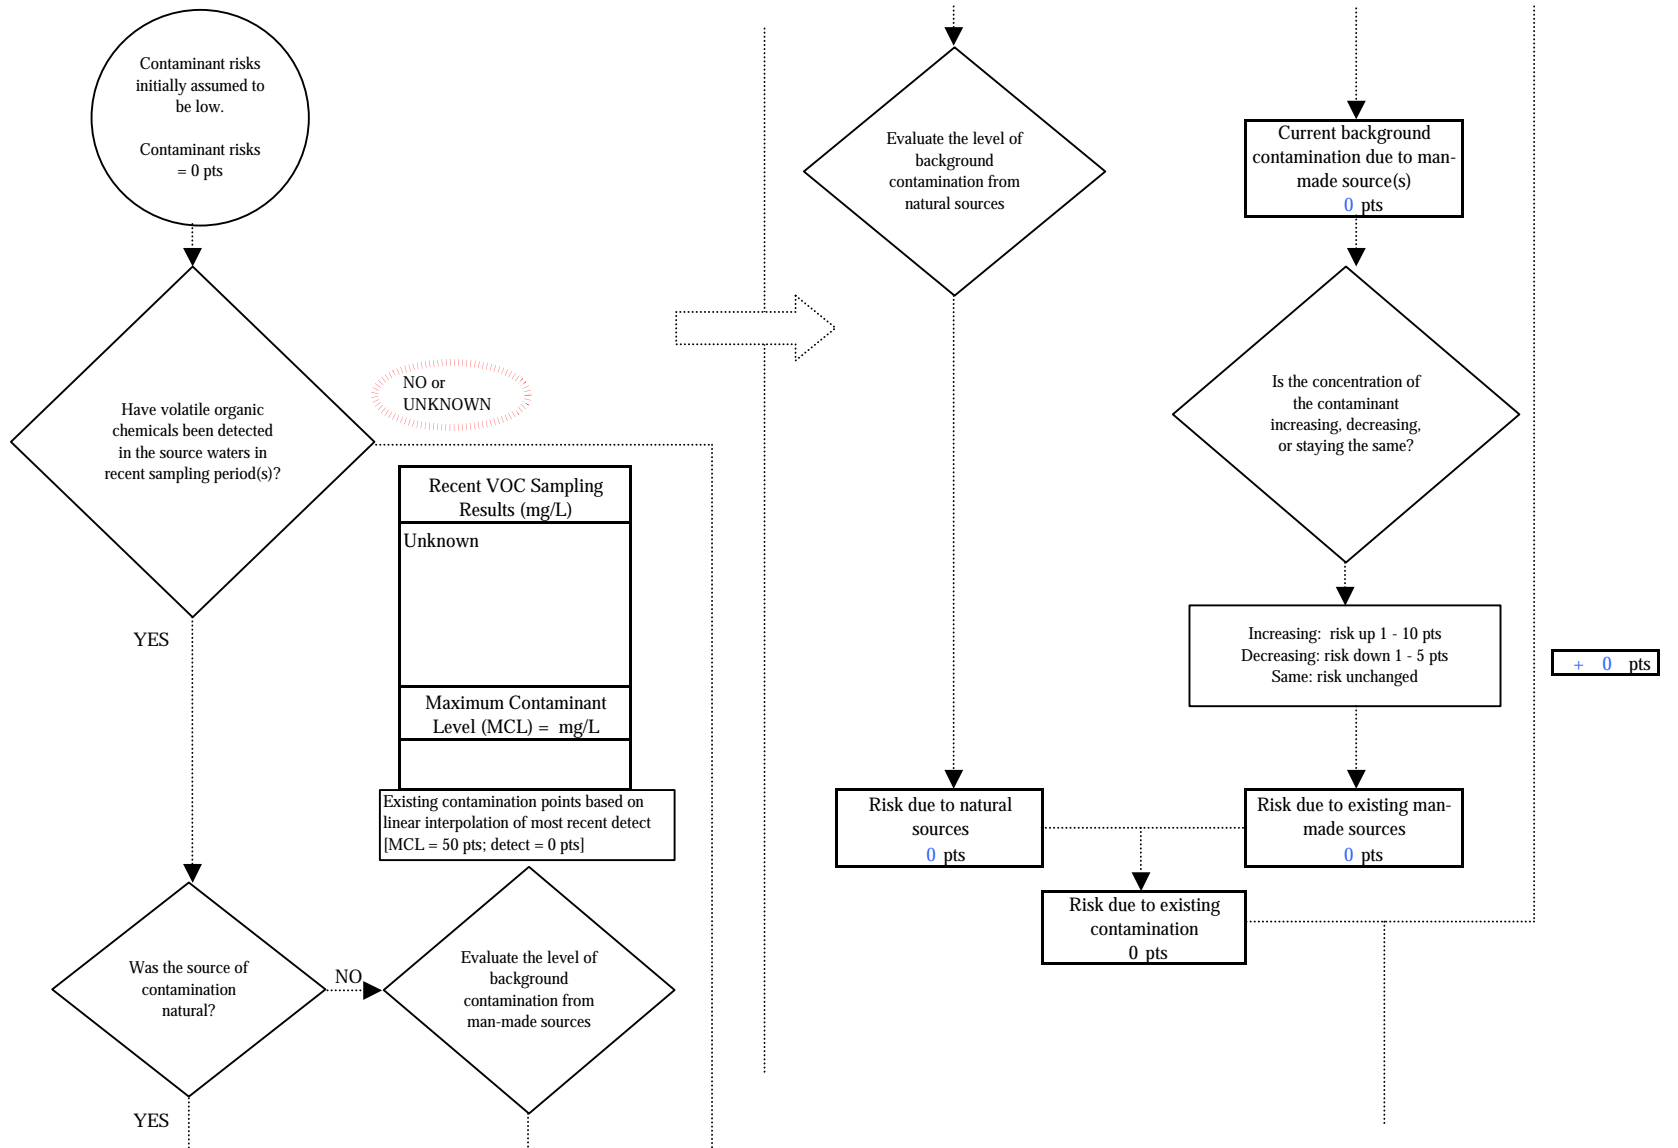 Contaminant risks
initially assumed to
be low.
Contaminant risks
= 0 pts
Have volatile organic
chemicals been detected
in the source waters in
recent sampling period(s)?
NO or
UNKNOWN
YES
Recent VOC Sampling
Results (mg/L)
Unknown
Maximum Contaminant
Level (MCL) = mg/L
Existing contamination points based on
linear interpolation of most recent detect
[MCL = 50 pts; detect = 0 pts]
Was the source of
contamination
natural?
NO
YES
Evaluate the level of
background
contamination from
man-made sources
Evaluate the level of
background
contamination from
natural sources
Current background
contamination due to man-
made source(s)
0 pts
Is the concentration of
the contaminant
increasing, decreasing,
or staying the same?
Increasing: risk up 1 - 10 pts
Decreasing: risk down 1 - 5 pts
Same: risk unchanged
+ 0 pts
Risk due to natural
sources
0 pts
Risk due to existing man-
made sources
0 pts
Risk due to existing
contamination
0 pts